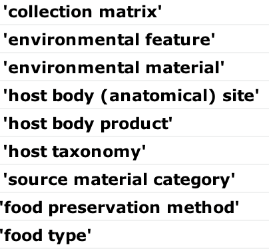 'collection matrix'
'environmental feature'
'environmental material'
'host body (anatomical) site'
'host body product'
'host taxonomy'
'source material category'
'food preservation method'
'food type'